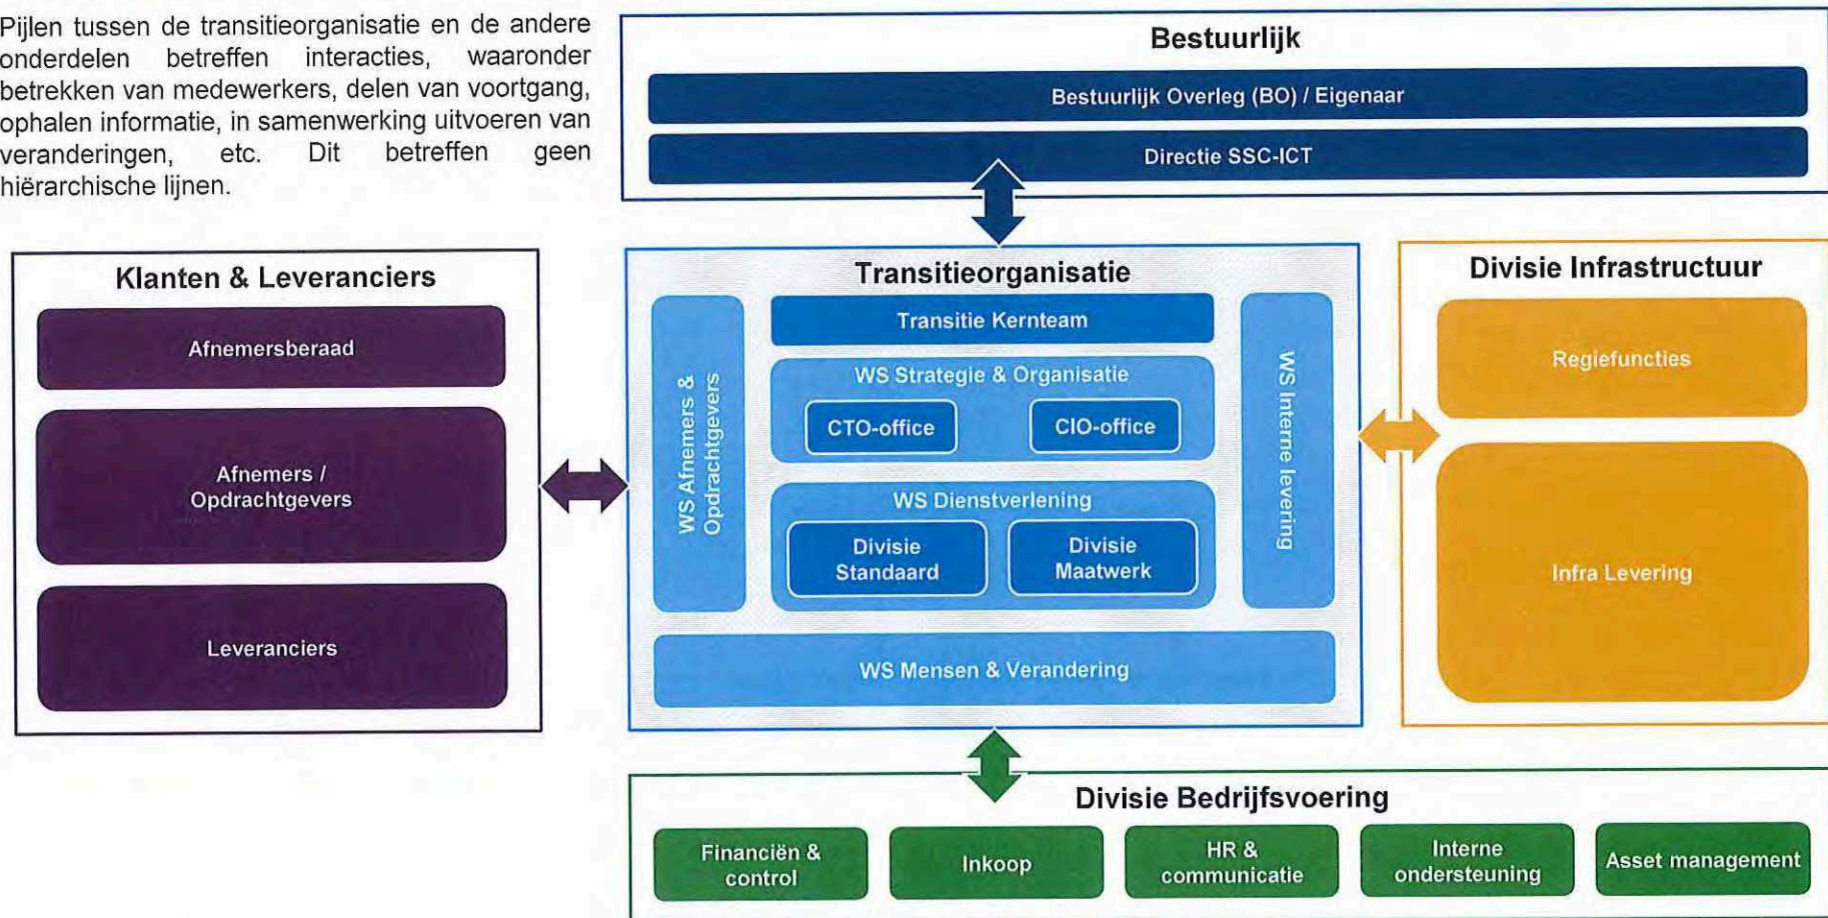 Pijlen tussen de transitieorganisatie en de andere
onderdelen betreffen interacties, waaronder
betrekken van medewerkers, delen van voortgang,
ophalen informatie, in samenwerking uitvoeren van
veranderingen, etc. Dit betreffen geen
hiërarchische lijnen.
Bestuurlijk
Bestuurlijk Overleg (BO) / Eigenaar
Directie SSC-ICT
Klanten & Leveranciers
Afnemersberaad
Afnemers /
Opdrachtgevers
Leveranciers
Transitieorganisatie
WS Afnemers &
Opdrachtgevers
Transitie Kernteam
WS Strategie & Organisatie
CTO-office
CIO-office
WS Dienstverlening
Divisie
Standaard
Divisie
Maatwerk
WS Interne levering
WS Mensen & Verandering
Divisie Infrastructuur
Regiefuncties
Infra Levering
Divisie Bedrijfsvoering
Financiën &
control
Inkoop
HR &
communicatie
Interne
ondersteuning
Asset management